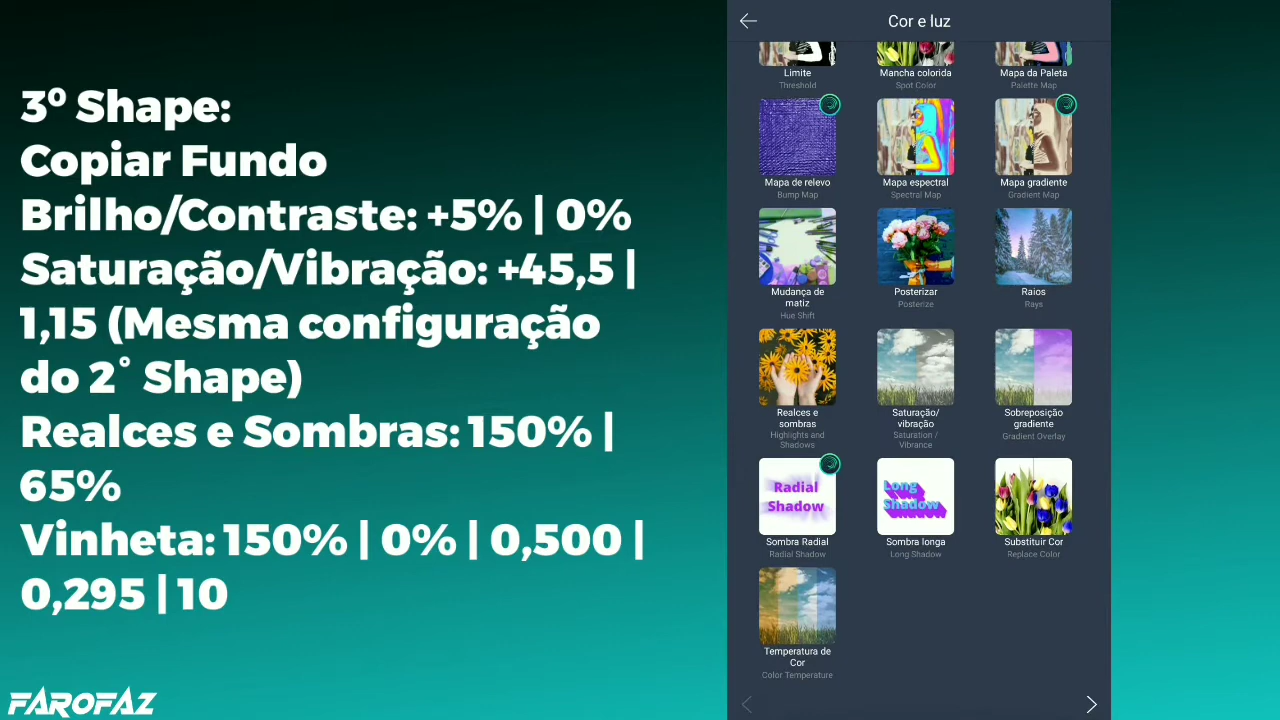 3º Shape:
Copiar Fundo
Brilho/Contraste: +5% | 0%
Saturação/Vibração: +45,5 |
1,15 (Mesma configuração
do 2° Shape)
Realces e Sombras: 150% |
65%
Vinheta: 150% | 0% | 0,500 |
0,295 | 10
FAROFAZ
Cor e luz
Limite
Threshold
Mancha colorida
Spot Color
Mapa da Paleta
Palette Map
Mapa de relevo
Bump Map
Mapa espectral
Spectral Map
Mapa gradiente
Gradient Map
Mudança de
matiz
Hue Shift
Posterizar
Posterize
Raios
Rays
Realces e
sombras
Highlights and
Shadows
Saturação/
vibração
Saturation /
Vibrance
Sobreposição
gradiente
Gradient Overlay
Radial
Shadow
Sombra Radial
Radial Shadow
Long
Shadow
Sombra longa
Long Shadow
Substituir Cor
Replace Color
Temperatura de
Cor
Color Temperature